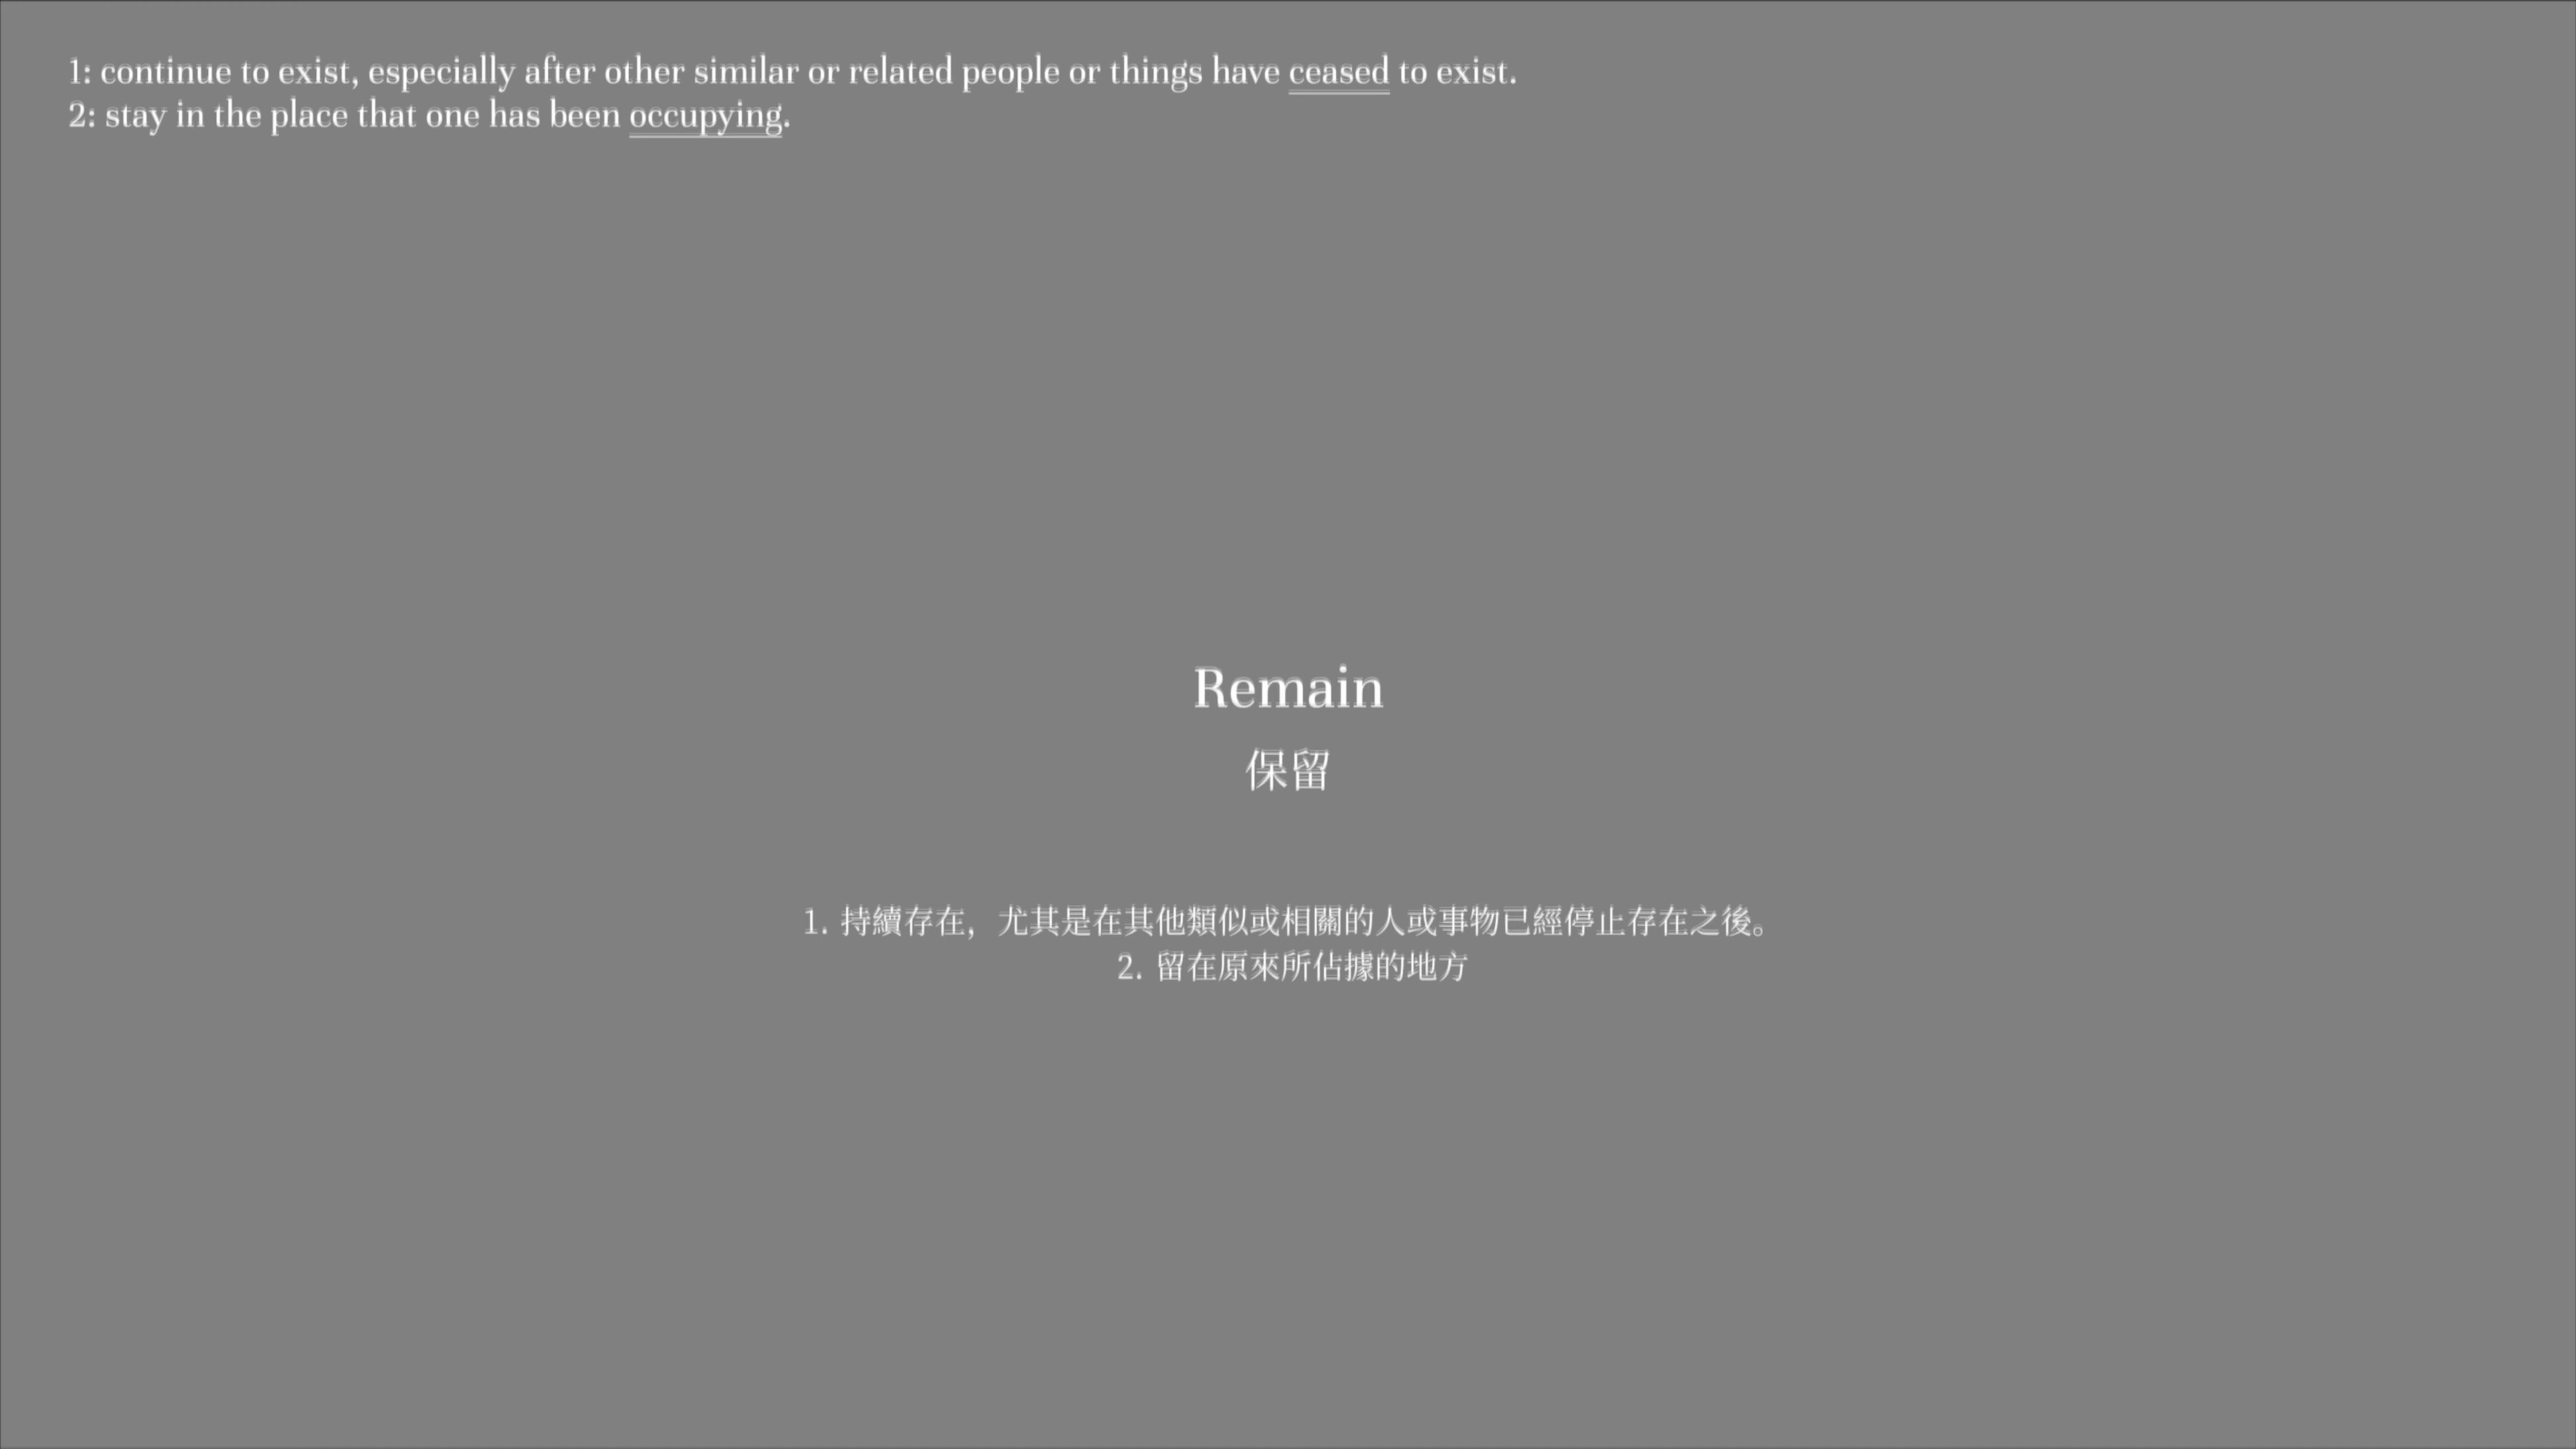 1: continue to exist, especially after other similar or related people or things have ceased to exist.
2: stay in the place that one has been occupying.
Remain
保留
1. 持續存在，尤其是在其他類似或相關的人或事物已經停止存在之後。
2. 留在原來所佔據的地方